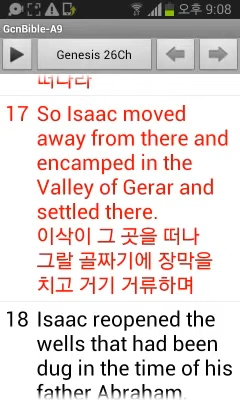 오후 9:08
GcnBible-A9
Genesis 26Ch
떠나라
17 So Isaac moved
away from there and
encamped in the
Valley of Gerar and
settled there.
이삭이 그 곳을 떠나
그랄 골짜기에 장막을
치고 거기 거류하며
18 Isaac reopened the
wells that had been
dug in the time of his
father Abraham,